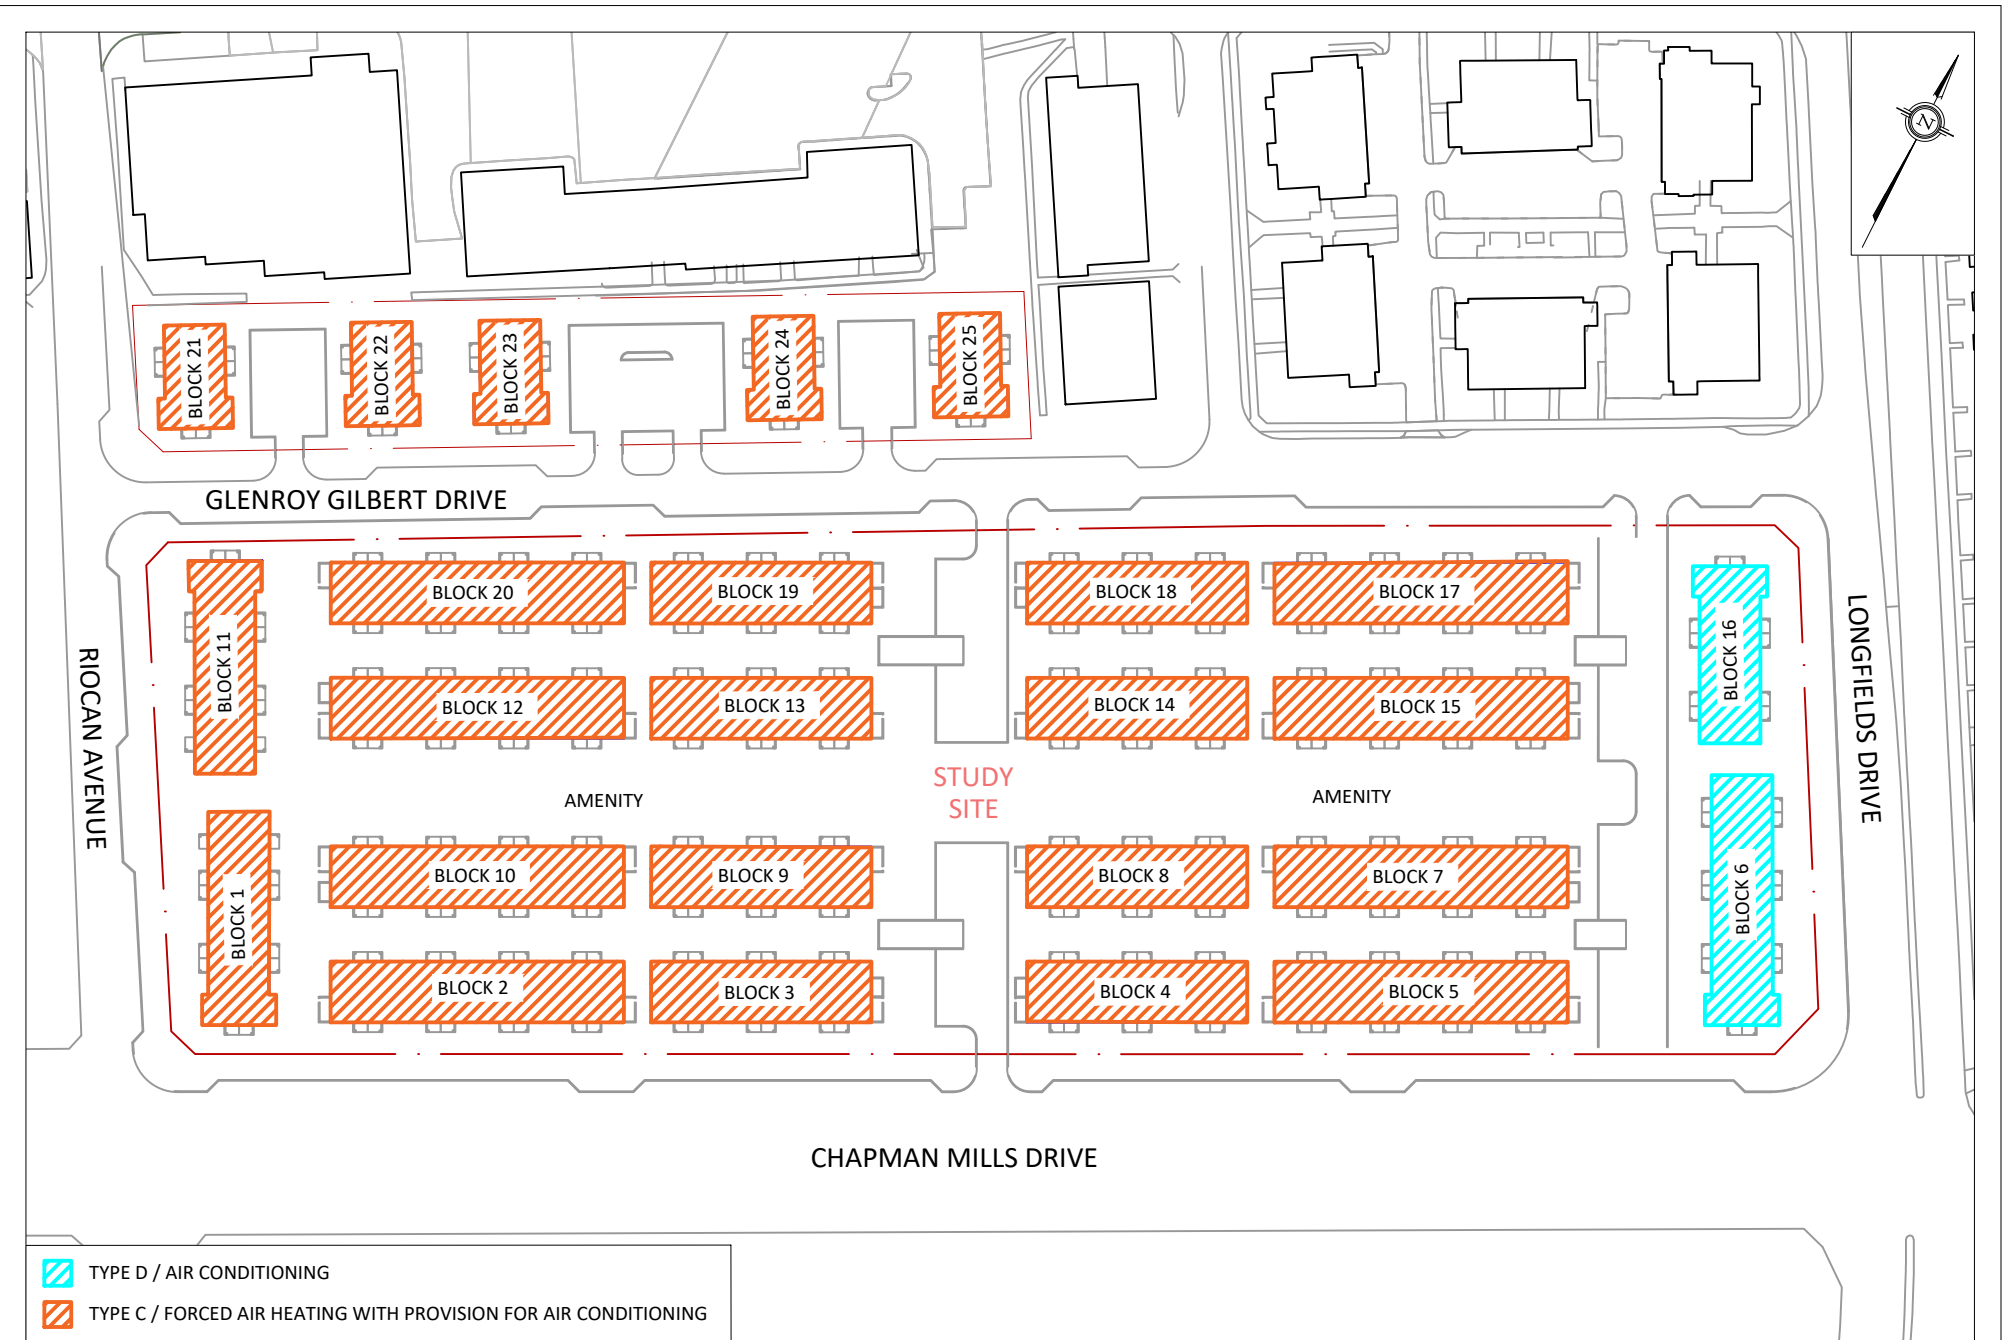 N
BLOCK 21
BLOCK 22
BLOCK 23
BLOCK 24
BLOCK 25
GLENROY GILBERT DRIVE
BLOCK 11
BLOCK 20
BLOCK 19
BLOCK 18
BLOCK 17
BLOCK 16
RIOCAN AVENUE
LONGFIELDS DRIVE
BLOCK 12
BLOCK 13
BLOCK 14
BLOCK 15
AMENITY
STUDY
SITE
AMENITY
BLOCK 1
BLOCK 10
BLOCK 9
BLOCK 8
BLOCK 7
BLOCK 6
BLOCK 2
BLOCK 3
BLOCK 4
BLOCK 5
CHAPMAN MILLS DRIVE
TYPE D / AIR CONDITIONING
TYPE C / FORCED AIR HEATING WITH PROVISION FOR AIR CONDITIONING